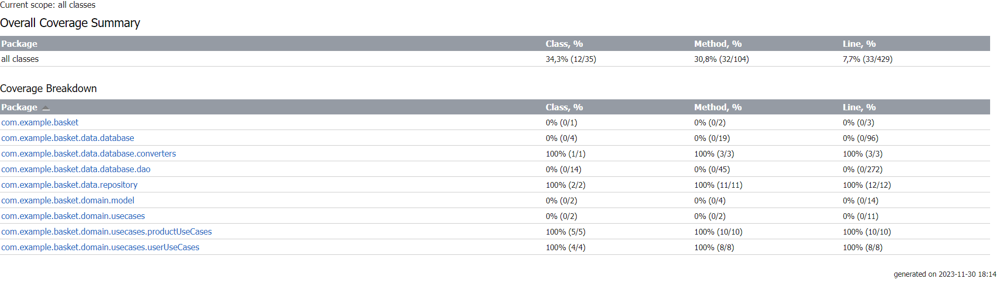 Current scope: all classes
Overall Coverage Summary
Package Class, % Method, % Line, %
all classes 34,3% (12/35) 30,8% (32/104) 7,7% (33/429)
Coverage Breakdown
Package Class, % Method, % Line, %
com.example.basket 0% (0/1) 0% (0/2) 0% (0/3)
com.example.basket.data.database 0% (0/4) 0% (0/19) 0% (0/96)
com.example.basket.data.database.converters 100% (1/1) 100% (3/3) 100% (3/3)
com.example.basket.data.database.dao 0% (0/14) 0% (0/45) 0% (0/272)
com.example.basket.data.repository 100% (2/2) 100% (11/11) 100% (12/12)
com.example.basket.domain.model 0% (0/2) 0% (0/4) 0% (0/14)
com.example.basket.domain.usecases 0% (0/2) 0% (0/2) 0% (0/11)
com.example.basket.domain.usecases.productUseCases 100% (5/5) 100% (10/10) 100% (10/10)
com.example.basket.domain.usecases.userUseCases 100% (4/4) 100% (8/8) 100% (8/8)
generated on 2023-11-30 18:14